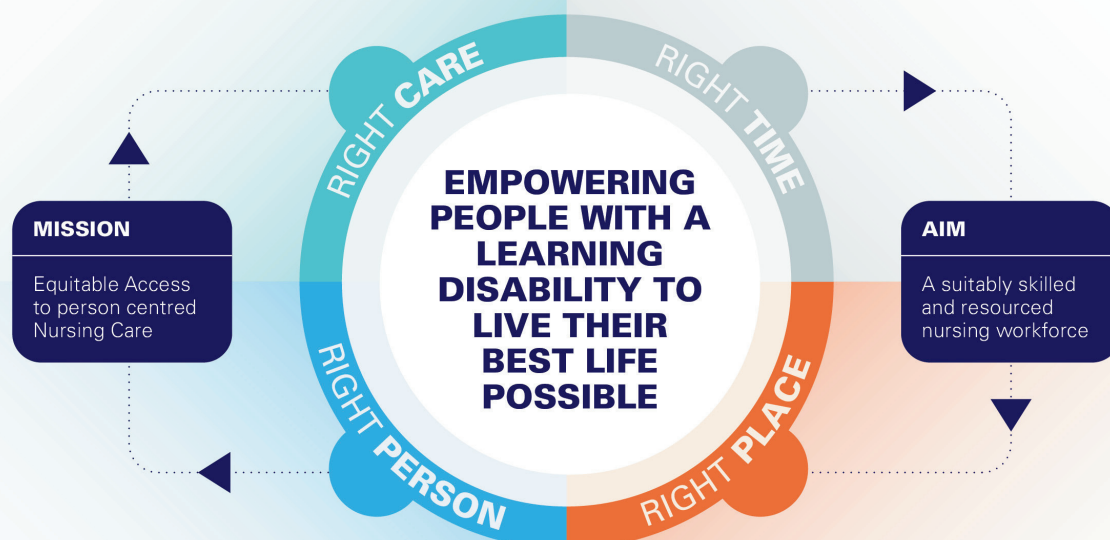 RIGHT CARE
RIGHT TIME
EMPOWERING
PEOPLE WITH A
LEARNING
DISABILITY TO
LIVE THEIR
BEST LIFE
POSSIBLE
MISSION
Equitable Access
to person centred
Nursing Care
AIM
A suitably skilled
and resourced
nursing workforce
RIGHT PERSON
RIGHT PLACE